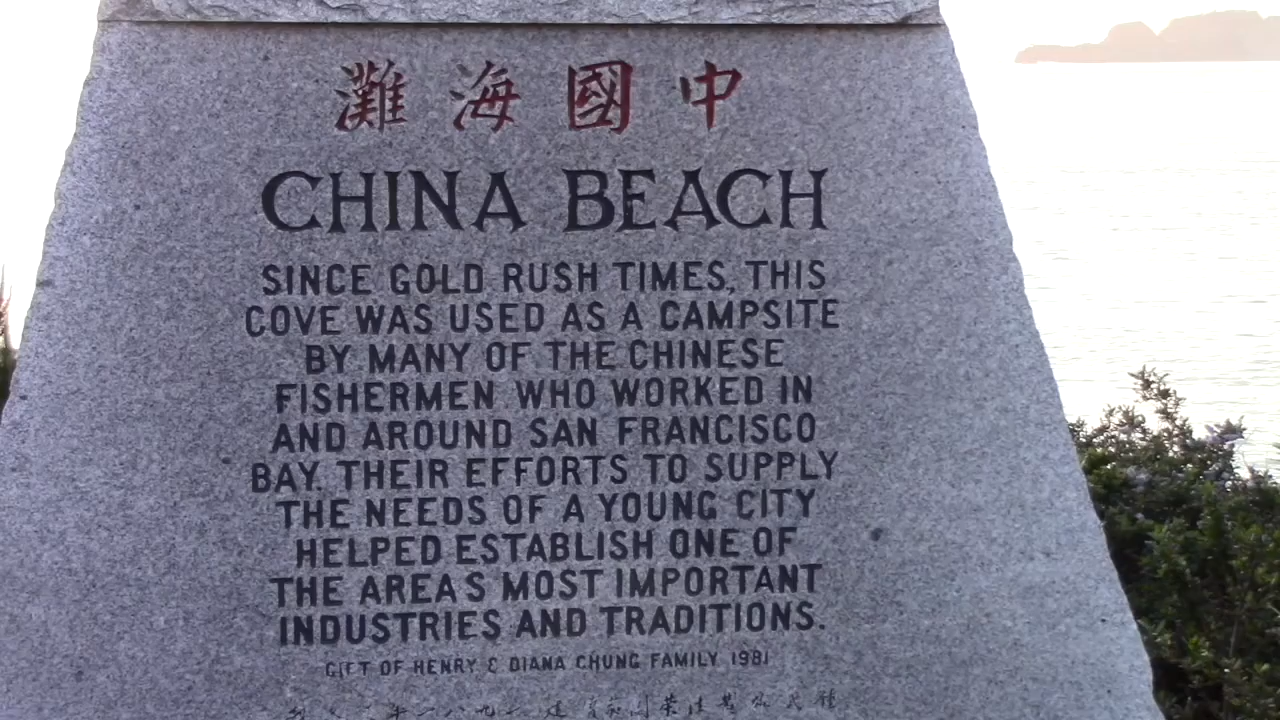 中國海灘
CHINA BEACH
SINCE GOLD RUSH TIMES, THIS
COVE WAS USED AS A CAMPSITE
BY MANY OF THE CHINESE
FISHERMEN WHO WORKED IN
AND AROUND SAN FRANCISCO
BAY. THEIR EFFORTS TO SUPPLY
THE NEEDS OF A YOUNG CITY
HELPED ESTABLISH ONE OF
THE AREAS MOST IMPORTANT
INDUSTRIES AND TRADITIONS.
GIFT OF HENRY & DIANA CHUNG FAMILY 1981